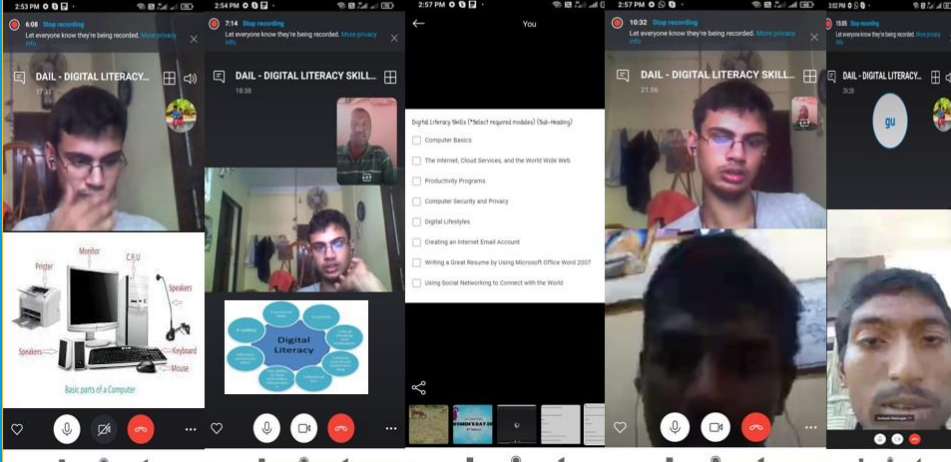 2:53 PM
6:08 Stop recording
Let everyone know they're being recorded. More privacy
info
DAIL - DIGITAL LITERACY...
Monitor
C.P.U
Printer
Speakers
Speakers
Keyboard
Mouse
Basic parts of a Computer
2:54 PM
7:14 Stop recording
Let everyone know they're being recorded. More privacy
info
DAIL - DIGITAL LITERACY SKILL...
18:38
Digital
Literacy
2:57 PM
You
Digital Literacy Skills (*Select required modules) (Sub-Heading)
Computer Basics
The Internet, Cloud Services, and the World Wide Web
Productivity Programs
Computer Security and Privacy
Digital Lifestyles
Creating an Internet Email Account
Writing a Great Resume by Using Microsoft Office Word 2007
Using Social Networking to Connect with the World
WOMEN'S DAY
2:57 PM
10:32 Stop recording
Let everyone know they're being recorded. More privacy
info
DAIL - DIGITAL LITERACY SKILL...
21:56
3:02 PM
15:05 Stop recording
Let everyone know they're being recorded. More privacy
info
DAIL - DIGITAL LITERACY...
gu